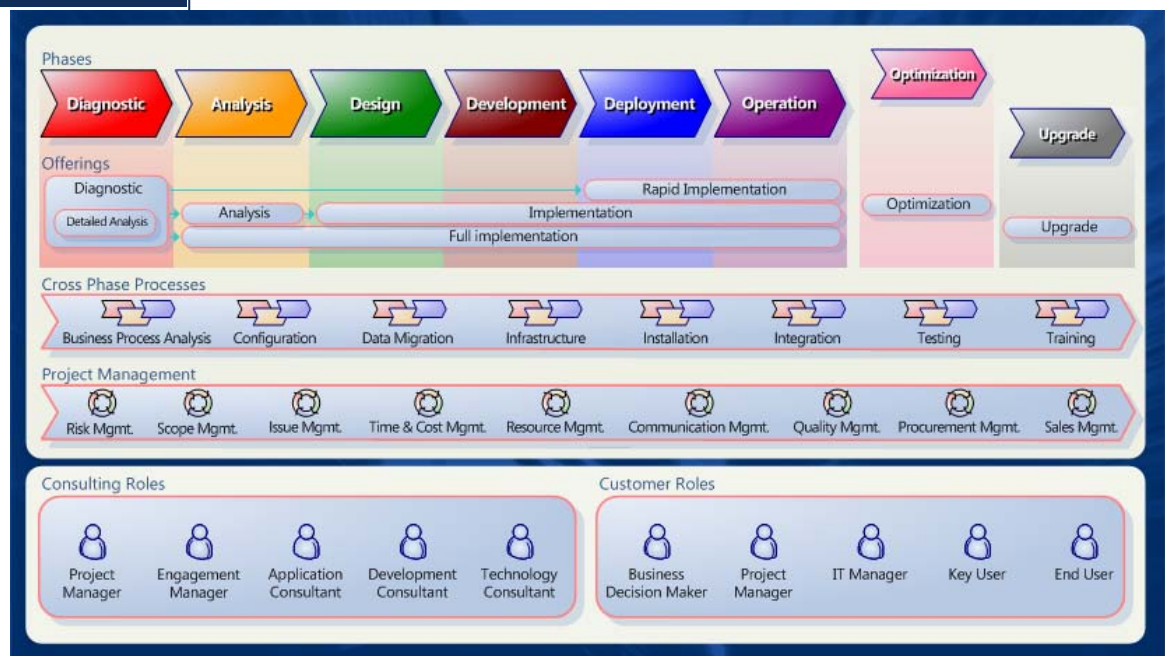 Phases
Diagnostic
Analysis
Design
Development
Deployment
Operation
Optimization
Upgrade
Offerings
Diagnostic
Detailed Analysis
Analysis
Rapid Implementation
Implementation
Full implementation
Optimization
Upgrade
Cross Phase Processes
Business Process Analysis
Configuration
Data Migration
Infrastructure
Installation
Integration
Testing
Training
Project Management
Risk Mgmt.
Scope Mgmt.
Issue Mgmt.
Time & Cost Mgmt.
Resource Mgmt.
Communication Mgmt.
Quality Mgmt.
Procurement Mgmt.
Sales Mgmt.
Consulting Roles
Project
Manager
Engagement
Manager
Application
Consultant
Development
Consultant
Technology
Consultant
Customer Roles
Business
Decision Maker
Project
Manager
IT Manager
Key User
End User